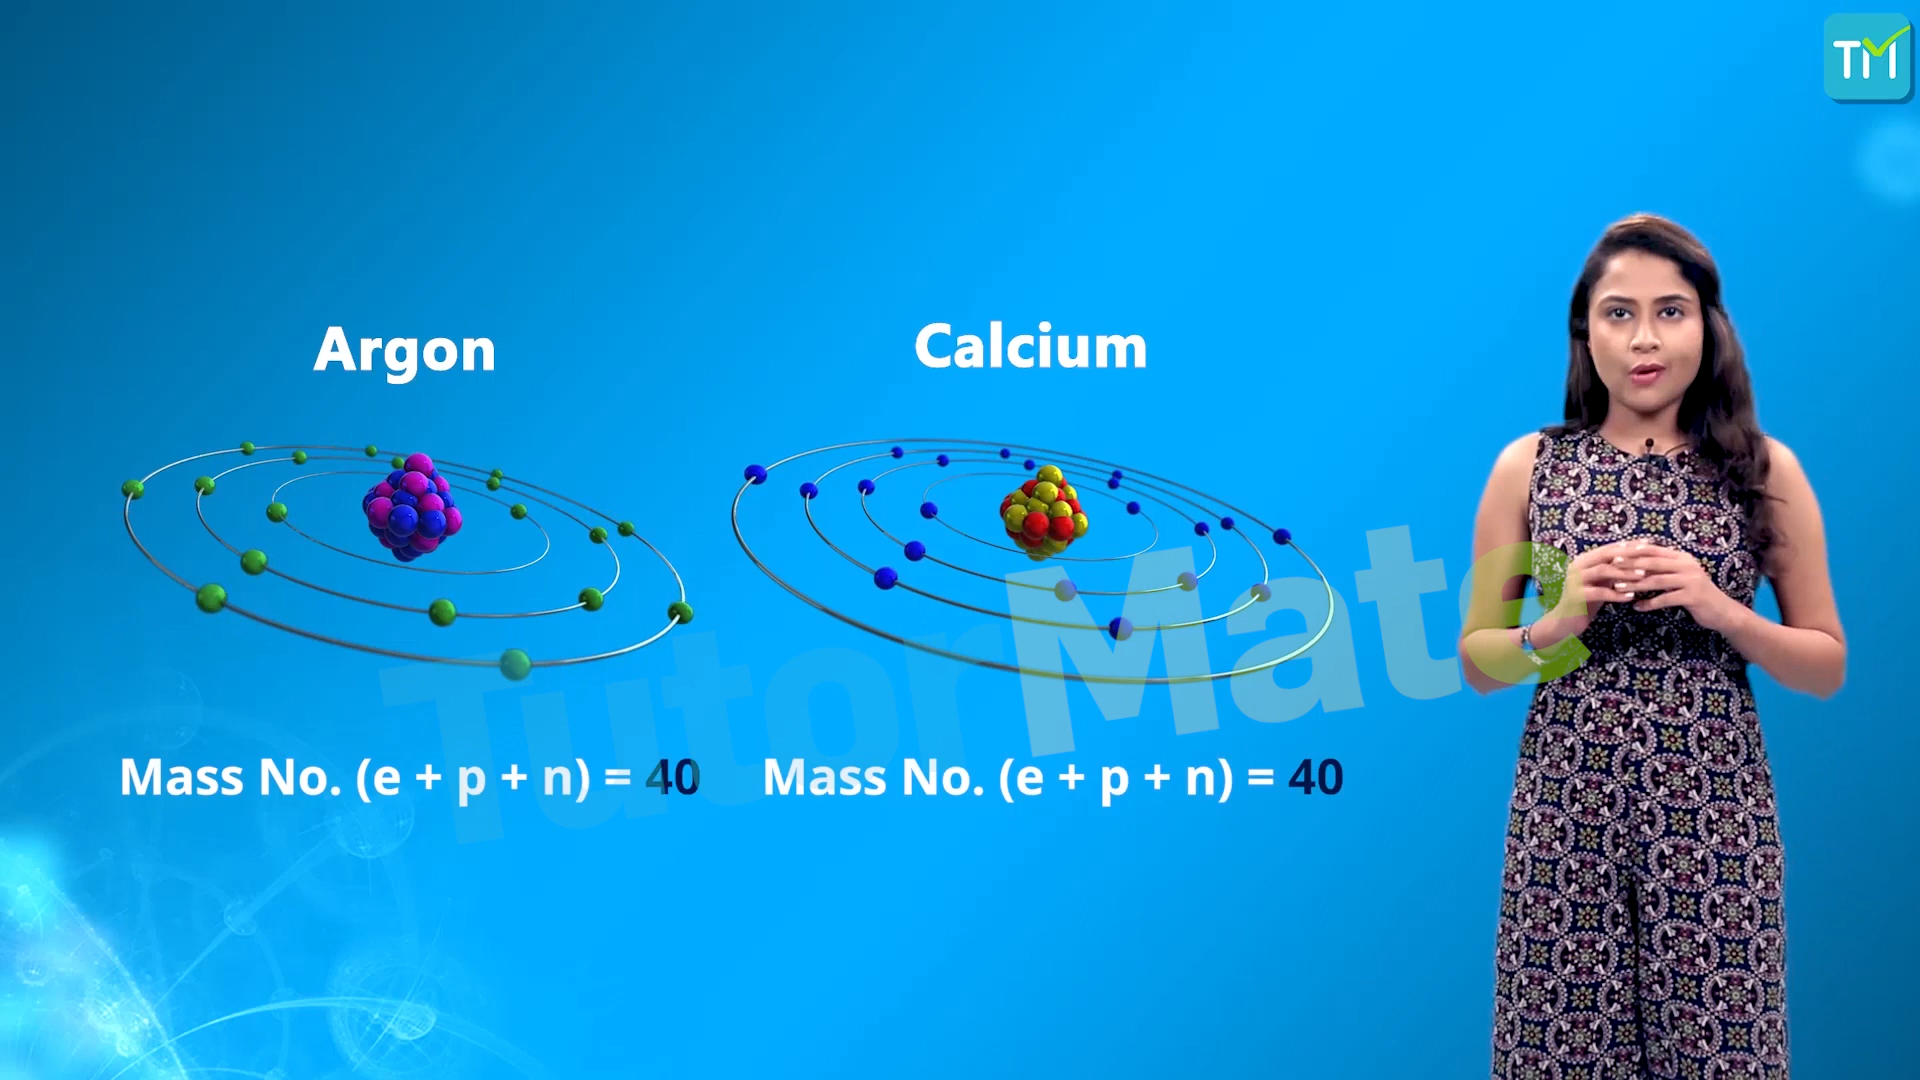 TM
Argon
Calcium
Mass No. (e + p + n) = 40
Mass No. (e + p + n) = 40
TutorMate